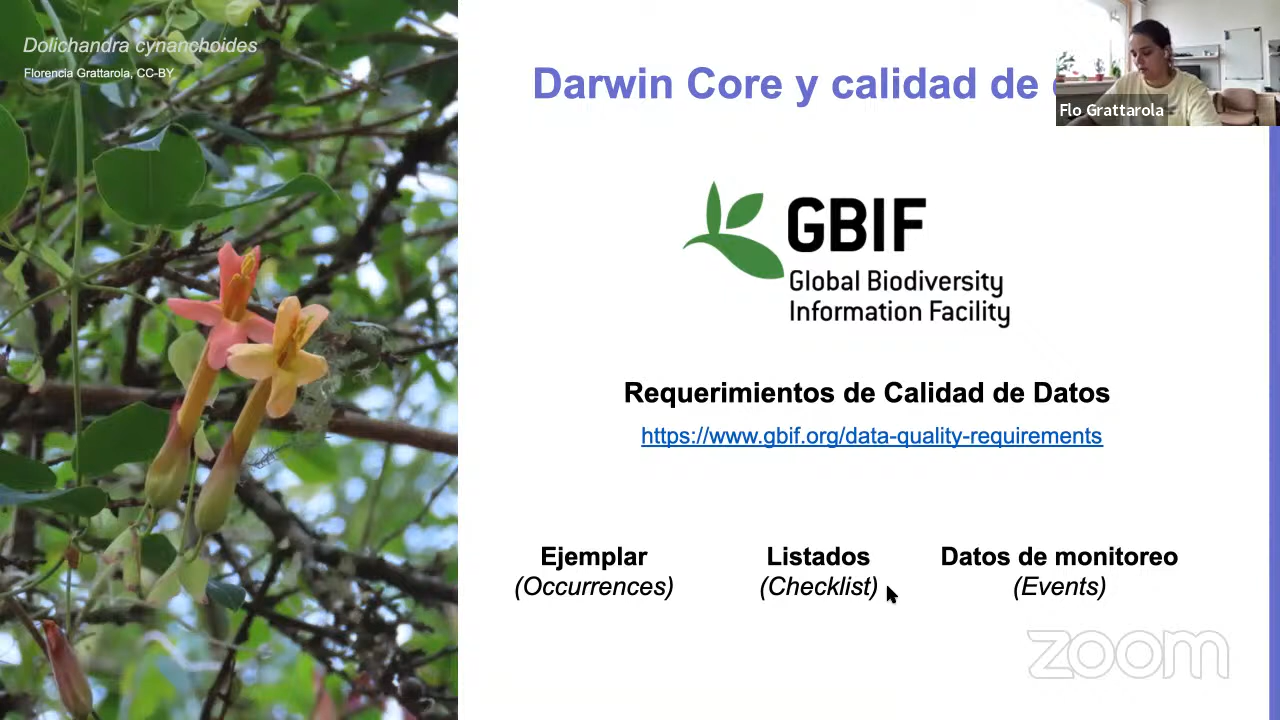 Dolichandra cynanchoides
Florencia Grattarola, CC-BY
Darwin Core y calidad de
Flo Grattarola
GBIF
Global Biodiversity
Information Facility
Requerimientos de Calidad de Datos
https://www.gbif.org/data-quality-requirements
Ejemplar
(Occurrences)
Listados
(Checklist)
Datos de monitoreo
(Events)
zoom